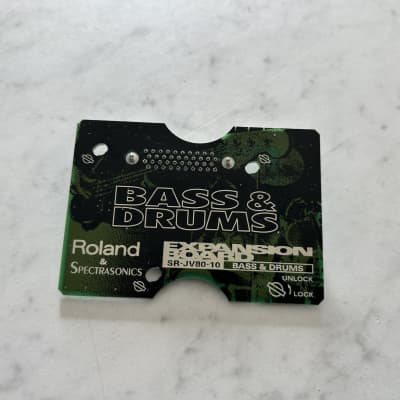 BASS &
DRUMS
Roland
&
SPECTRASONICS
EXPANSION
BOARD
SR-JV80-10 BASS & DRUMS
UNLOCK
LOCK